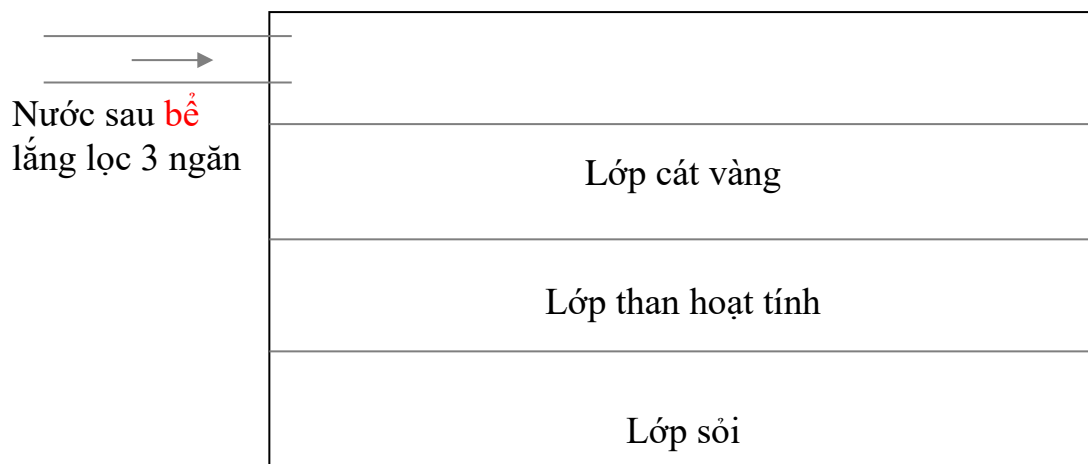 Nước sau bể
lắng lọc 3 ngăn
Lớp cát vàng
Lớp than hoạt tính
Lớp sỏi